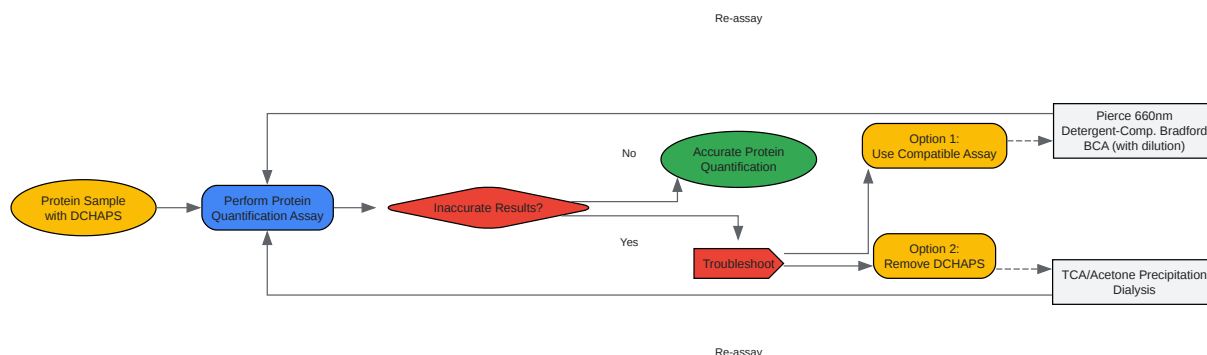 Re-assay
Pierce 660nm
Detergent-Comp. Bradford
BCA (with dilution)
Option 1:
Use Compatible Assay
No
Accurate Protein
Quantification
Protein Sample
with DCHAPS
Perform Protein
Quantification Assay
Inaccurate Results?
Yes
Troubleshoot
Option 2:
Remove DCHAPS
TCA/Acetone Precipitation
Dialysis
Re-assay